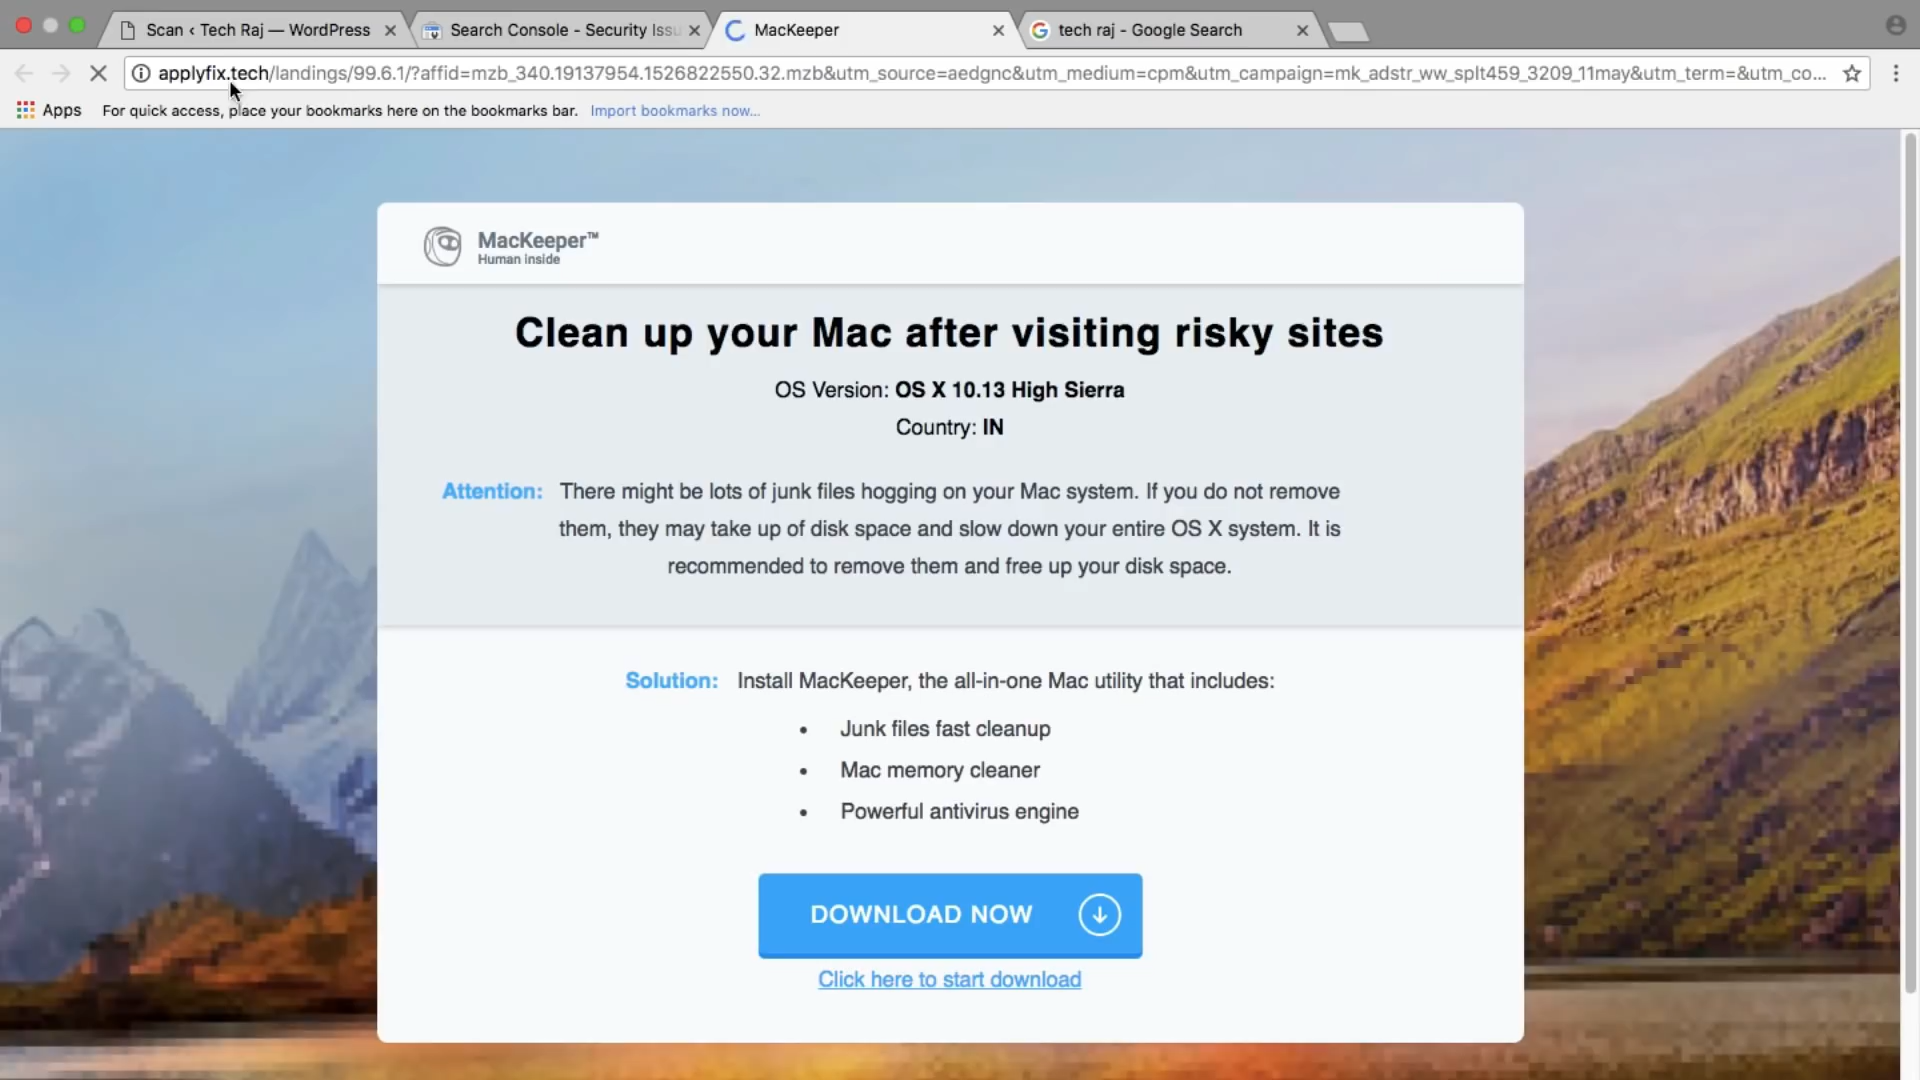 Scan ‹ Tech Raj — WordPress
Search Console - Security Issu
MacKeeper
tech raj - Google Search
applyfix.tech/landings/99.6.1/?affid=mzb_340.19137954.1526822550.32.mzb&utm_source=aedgnc&utm_medium=cpm&utm_campaign=mk_adstr_ww_splt459_3209_11may&utm_term=&utm_co...
Apps For quick access, place your bookmarks here on the bookmarks bar. Import bookmarks now...
MacKeeper™
Human inside
Clean up your Mac after visiting risky sites
OS Version: OS X 10.13 High Sierra
Country: IN
Attention: There might be lots of junk files hogging on your Mac system. If you do not remove
them, they may take up of disk space and slow down your entire OS X system. It is
recommended to remove them and free up your disk space.
Solution: Install MacKeeper, the all-in-one Mac utility that includes:
• Junk files fast cleanup
• Mac memory cleaner
• Powerful antivirus engine
DOWNLOAD NOW
Click here to start download